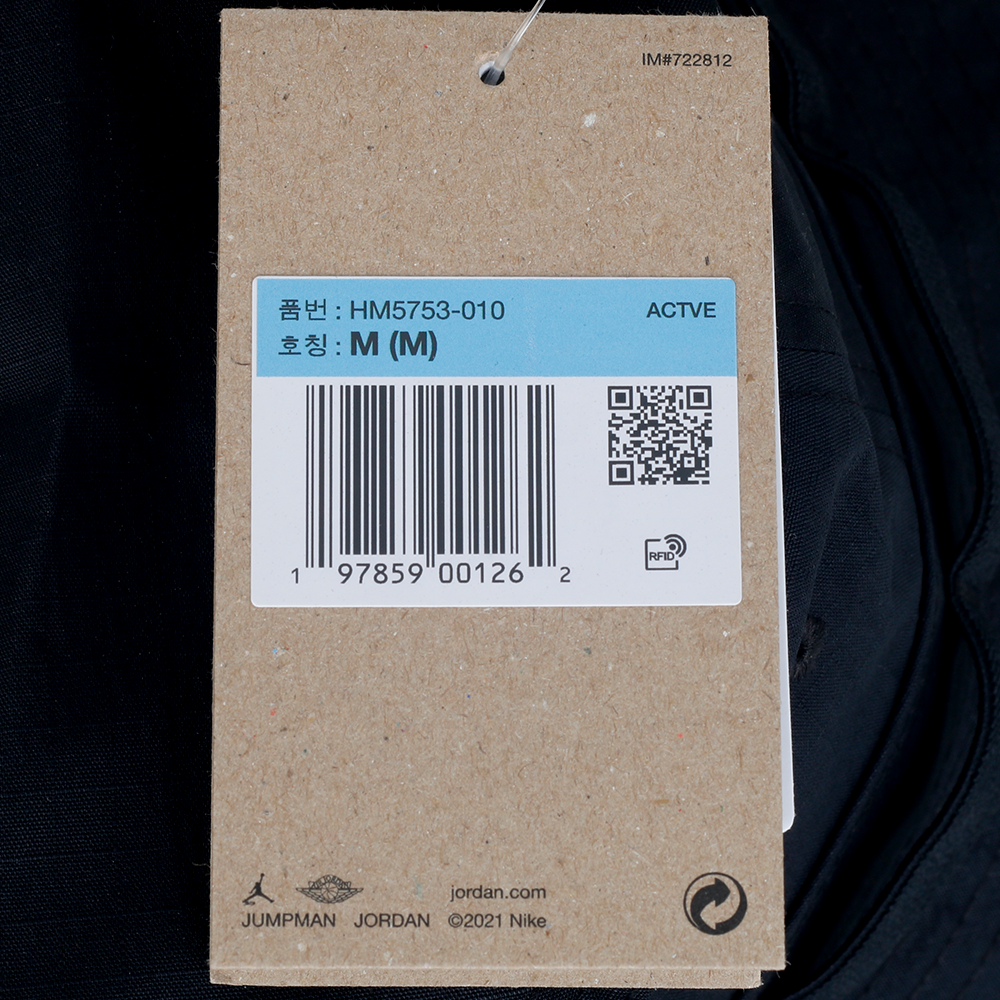 IM#722812
품번 : HM5753-010
ACTVE
호칭 : M (M)
1 97859 00126 2
RFID
jordan.com
JUMPMAN JORDAN ©2021 Nike